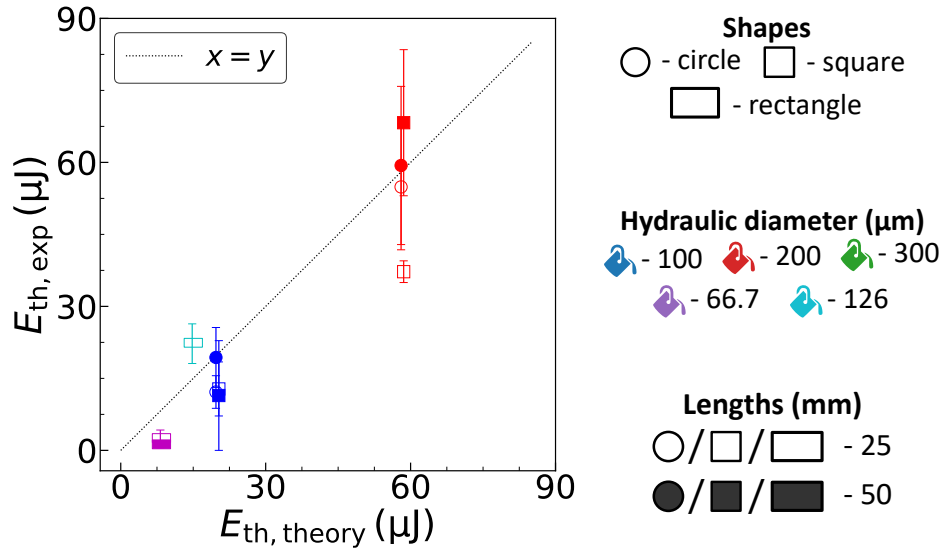 90
60
30
0
E_th, exp (µJ)
x = y
0 30 60 90
E_th, theory (µJ)
Shapes
- circle - square
- rectangle
Hydraulic diameter (µm)
- 100 - 200 - 300
- 66.7 - 126
Lengths (mm)
/ / - 25
/ / - 50